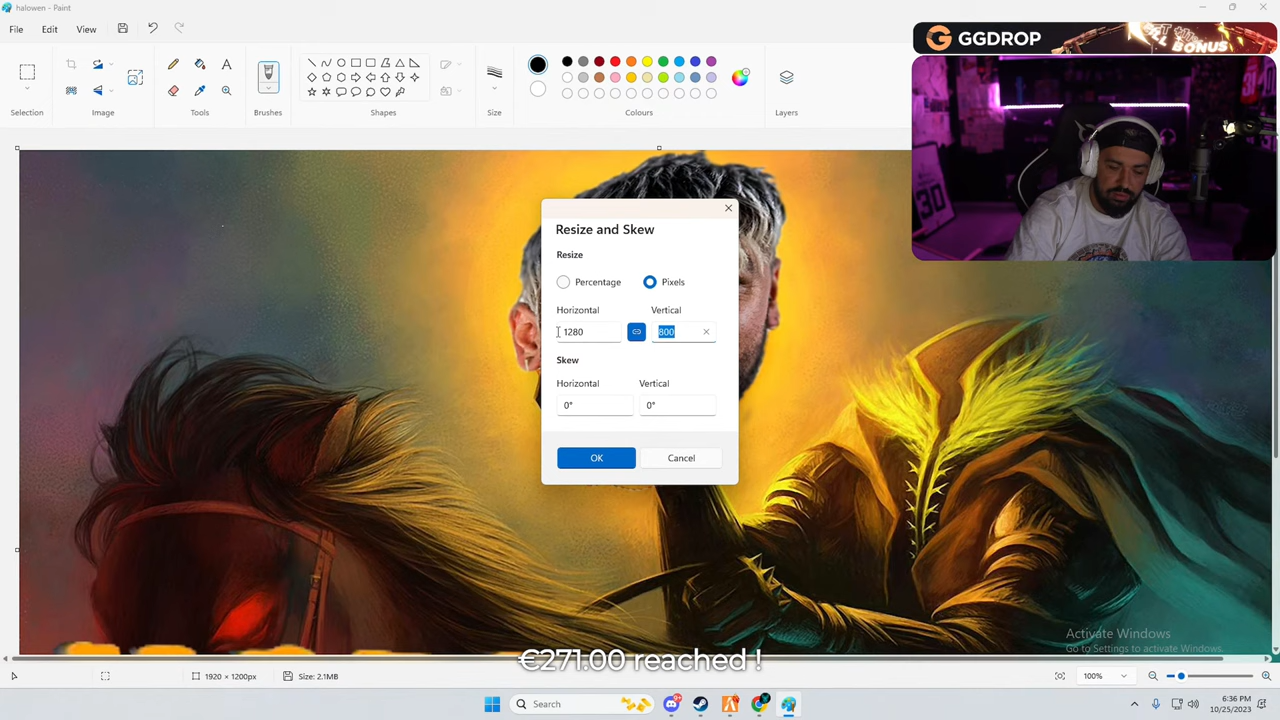 halowen - Paint
File Edit View
GGDROP
BONUS
A
Selection Image Tools Brushes Shapes Size Colours Layers
30
Resize and Skew
Resize
Percentage Pixels
Horizontal Vertical
1280 800
Skew
Horizontal Vertical
0° 0°
OK Cancel
Activate Windows
Go to Settings to activate Windows.
€271.00 reached !
1920 × 1200px Size: 2.1MB 100%
Search
6:36 PM
10/25/2023